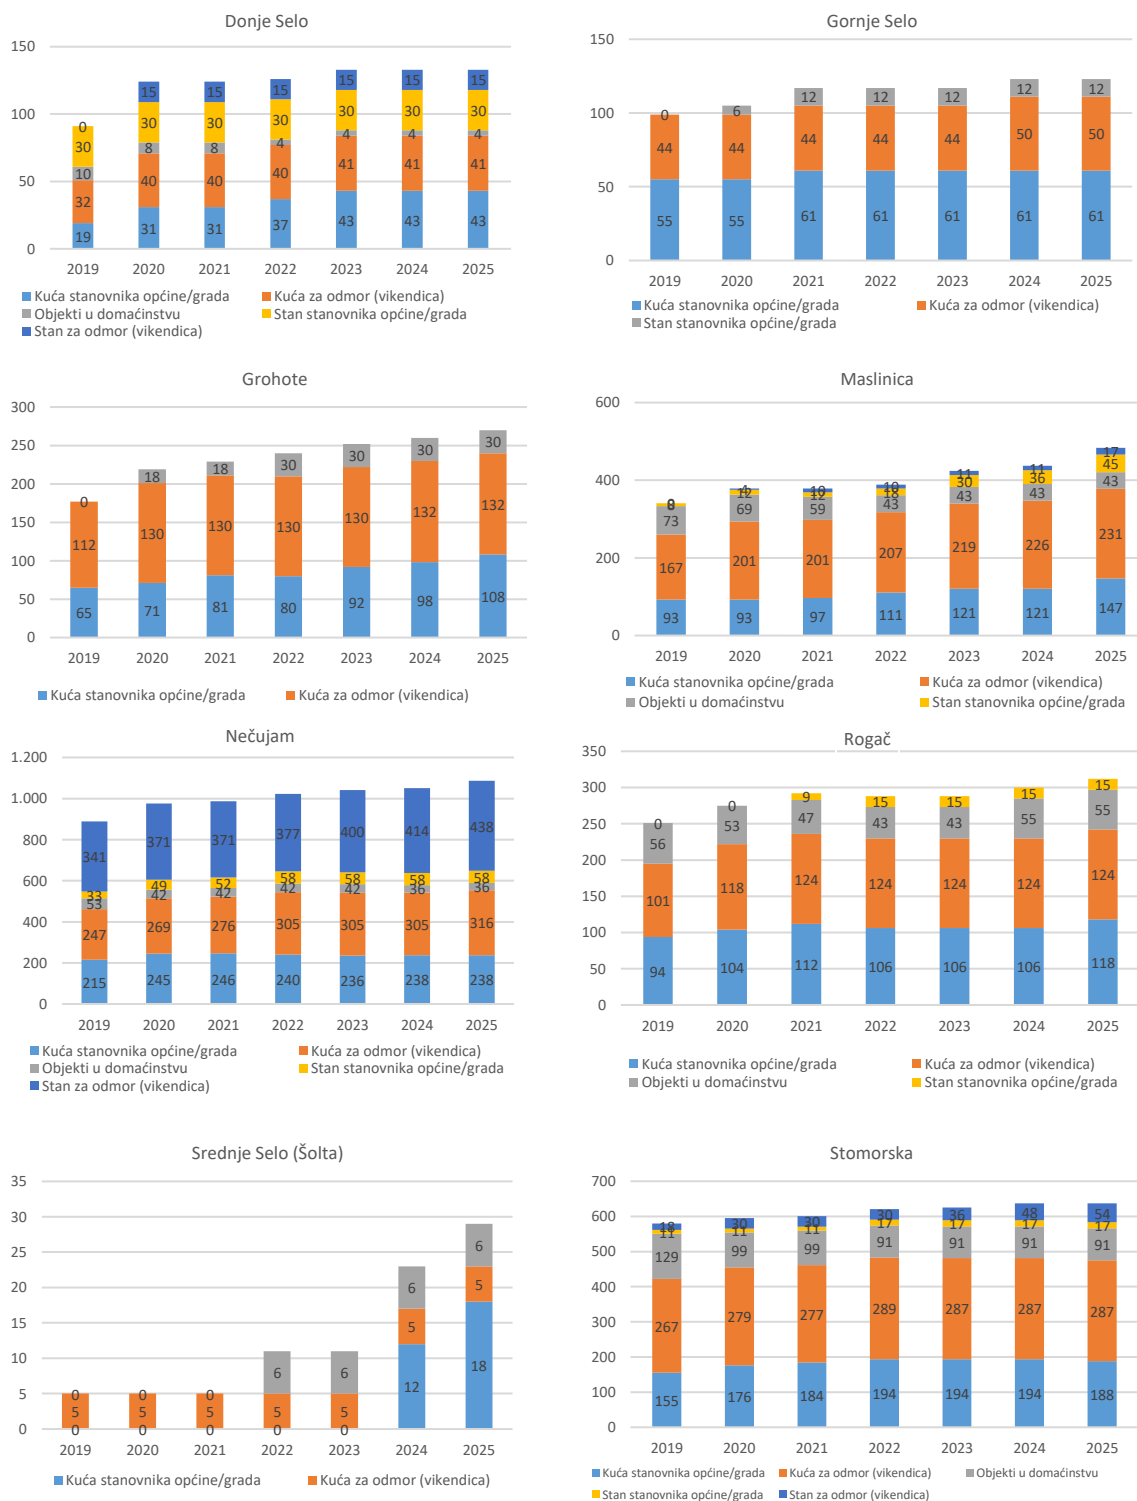 Donje Selo
150
100
50
0
0
30
10
32
19
15
30
8
40
31
15
30
8
40
31
15
30
4
40
37
15
30
4
41
43
15
30
4
41
43
15
30
4
41
43
2019 2020 2021 2022 2023 2024 2025
Kuća stanovnika općine/grada Kuća za odmor (vikendica)
Objekti u domaćinstvu Stan stanovnika općine/grada
Stan za odmor (vikendica)
Gornje Selo
150
100
50
0
0 6 12 12 12 12 12
44 44 44 44 44 50 50
55 55 61 61 61 61 61
2019 2020 2021 2022 2023 2024 2025
Kuća stanovnika općine/grada Kuća za odmor (vikendica)
Stan stanovnika općine/grada
Grohote
300
250
200
150
100
50
0
0 18 18 30 30 30 30
112 130 130 130 130 132 132
65 71 81 80 92 98 108
2019 2020 2021 2022 2023 2024 2025
Kuća stanovnika općine/grada Kuća za odmor (vikendica)
Maslinica
600
400
200
0
0 4 10 10 11 11 17
8 12 12 18 30 36 45
73 69 59 43 43 43 43
167 201 201 207 219 226 231
93 93 97 111 121 121 147
2019 2020 2021 2022 2023 2024 2025
Kuća stanovnika općine/grada Kuća za odmor (vikendica)
Objekti u domaćinstvu Stan stanovnika općine/grada
Nečujam
1.200
1.000
800
600
400
200
0
341 371 371 377 400 414 438
33 49 52 58 58 58 58
53 42 42 42 42 36 36
247 269 276 305 305 305 316
215 245 246 240 236 238 238
2019 2020 2021 2022 2023 2024 2025
Kuća stanovnika općine/grada Kuća za odmor (vikendica)
Objekti u domaćinstvu Stan stanovnika općine/grada
Stan za odmor (vikendica)
Rogač
350
300
250
200
150
100
50
0
0 0 9 15 15 15 15
56 53 47 43 43 55 55
101 118 124 124 124 124 124
94 104 112 106 106 106 118
2019 2020 2021 2022 2023 2024 2025
Kuća stanovnika općine/grada Kuća za odmor (vikendica)
Objekti u domaćinstvu Stan stanovnika općine/grada
Srednje Selo (Šolta)
35
30
25
20
15
10
5
0
0 0 0 6 6 6 6
5 5 5 5 5 5 5
0 0 0 0 0 12 18
2019 2020 2021 2022 2023 2024 2025
Kuća stanovnika općine/grada Kuća za odmor (vikendica)
Stomorska
700
600
500
400
300
200
100
0
18 30 30 30 36 48 54
11 11 11 17 17 17 17
129 99 99 91 91 91 91
267 279 277 289 287 287 287
155 176 184 194 194 194 188
2019 2020 2021 2022 2023 2024 2025
Kuća stanovnika općine/grada Kuća za odmor (vikendica) Objekti u domaćinstvu
Stan stanovnika općine/grada Stan za odmor (vikendica)